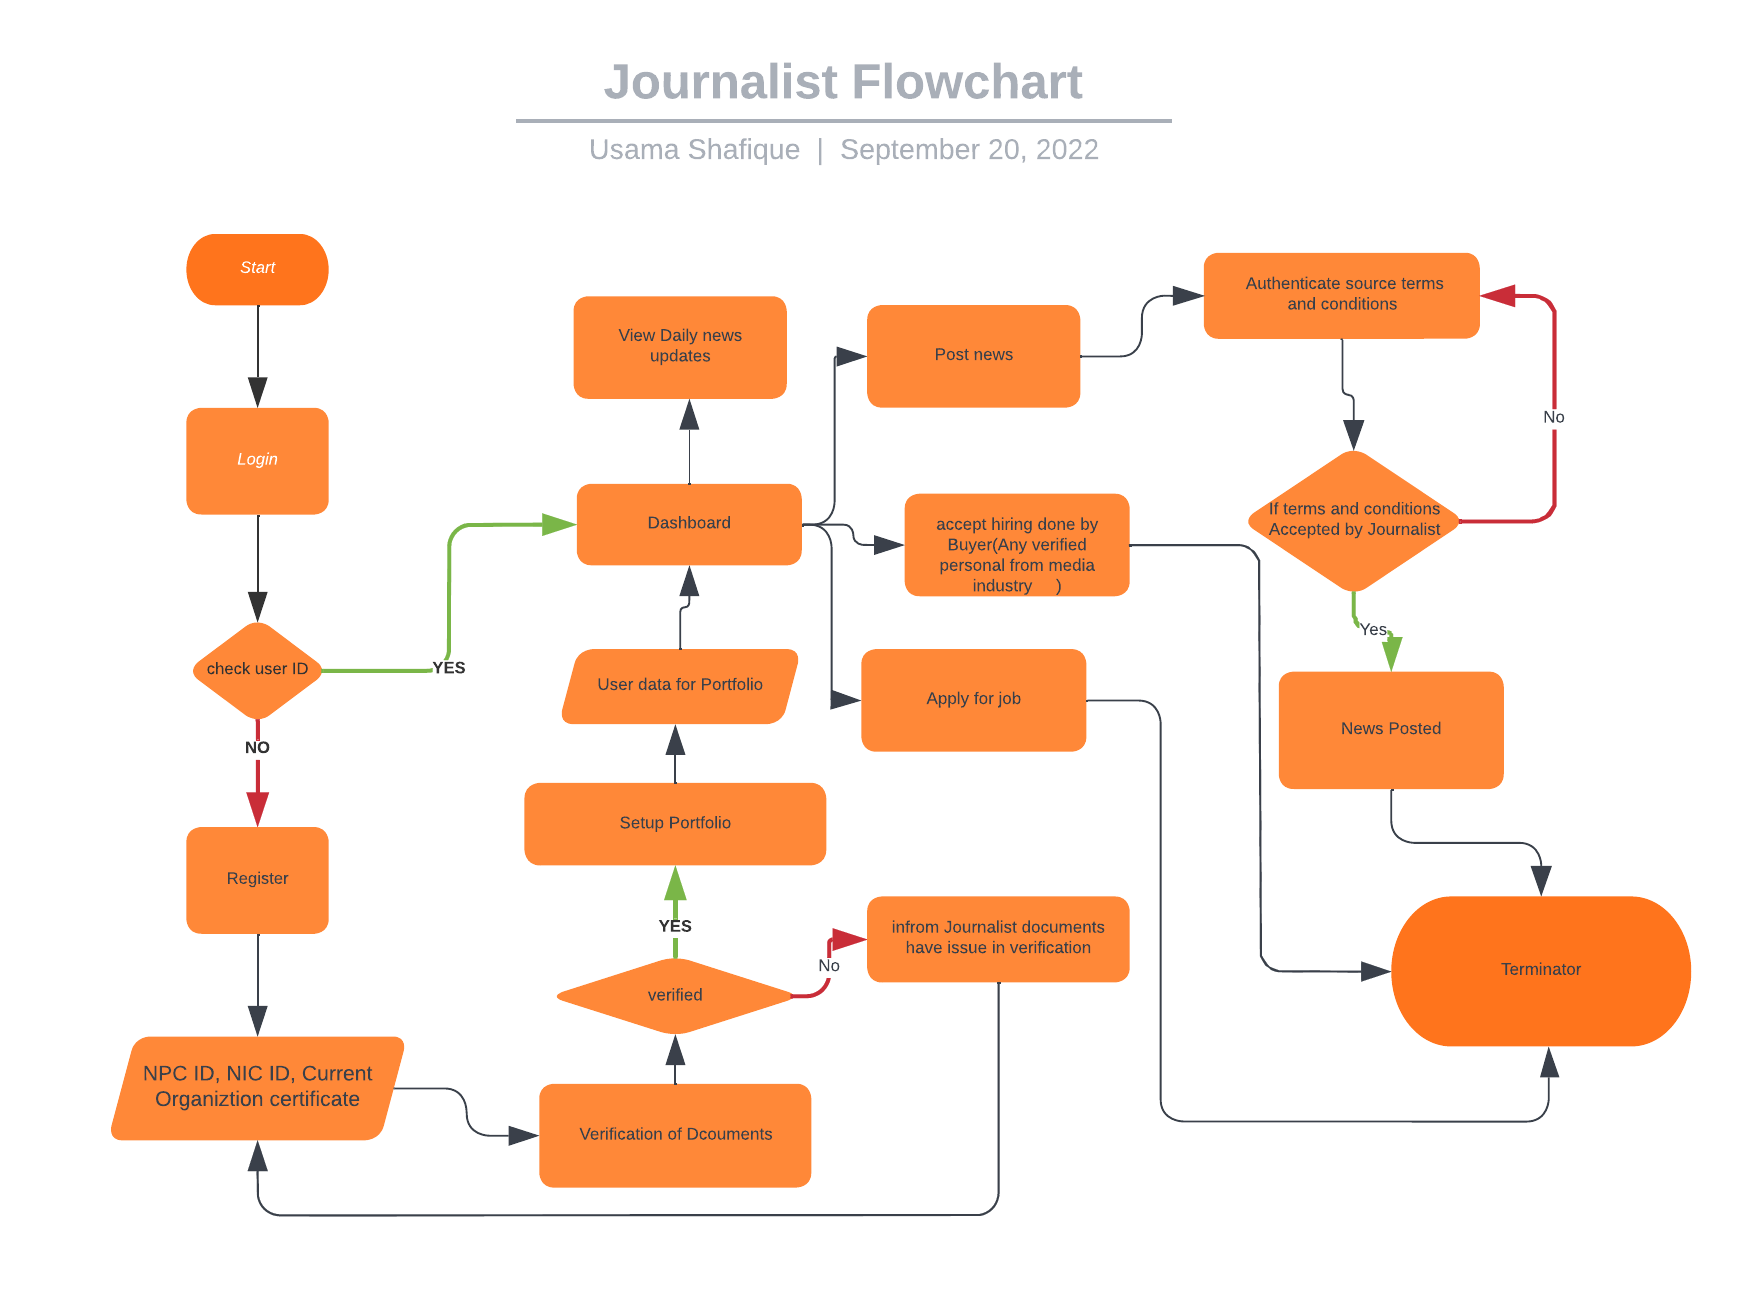 Journalist Flowchart
Usama Shafique | September 20, 2022
Start
Login
check user ID
YES
NO
Register
NPC ID, NIC ID, Current
Organiztion certificate
View Daily news
updates
Dashboard
User data for Portfolio
Setup Portfolio
YES
verified
No
Verification of Dcouments
infrom Journalist documents
have issue in verification
Post news
accept hiring done by
Buyer(Any verified
personal from media
industry )
Apply for job
Authenticate source terms
and conditions
No
If terms and conditions
Accepted by Journalist
Yes
News Posted
Terminator